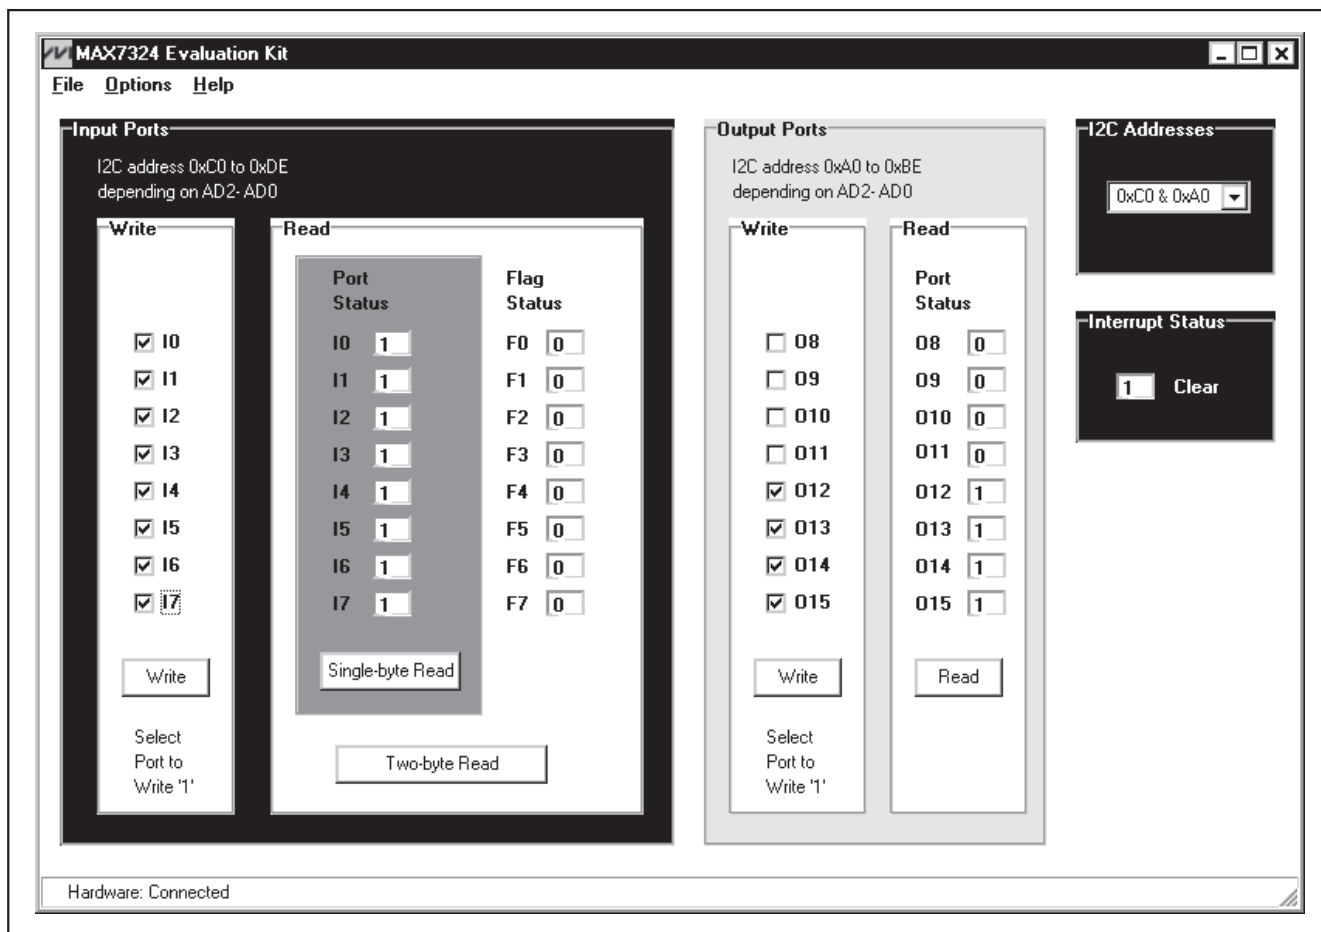 MAX7324 Evaluation Kit
File Options Help
Input Ports
I2C address 0xC0 to 0xDE
depending on AD2- AD0
Write
I0
I1
I2
I3
I4
I5
I6
I7
Write
Select
Port to
Write '1'
Read
Port
Status
I0 1
I1 1
I2 1
I3 1
I4 1
I5 1
I6 1
I7 1
Single-byte Read
Flag
Status
F0 0
F1 0
F2 0
F3 0
F4 0
F5 0
F6 0
F7 0
Two-byte Read
Output Ports
I2C address 0xA0 to 0xBE
depending on AD2- AD0
Write
O8
O9
O10
O11
O12
O13
O14
O15
Write
Select
Port to
Write '1'
Read
Port
Status
O8 0
O9 0
O10 0
O11 0
O12 1
O13 1
O14 1
O15 1
Read
I2C Addresses
0xC0 & 0xA0
Interrupt Status
1 Clear
Hardware: Connected